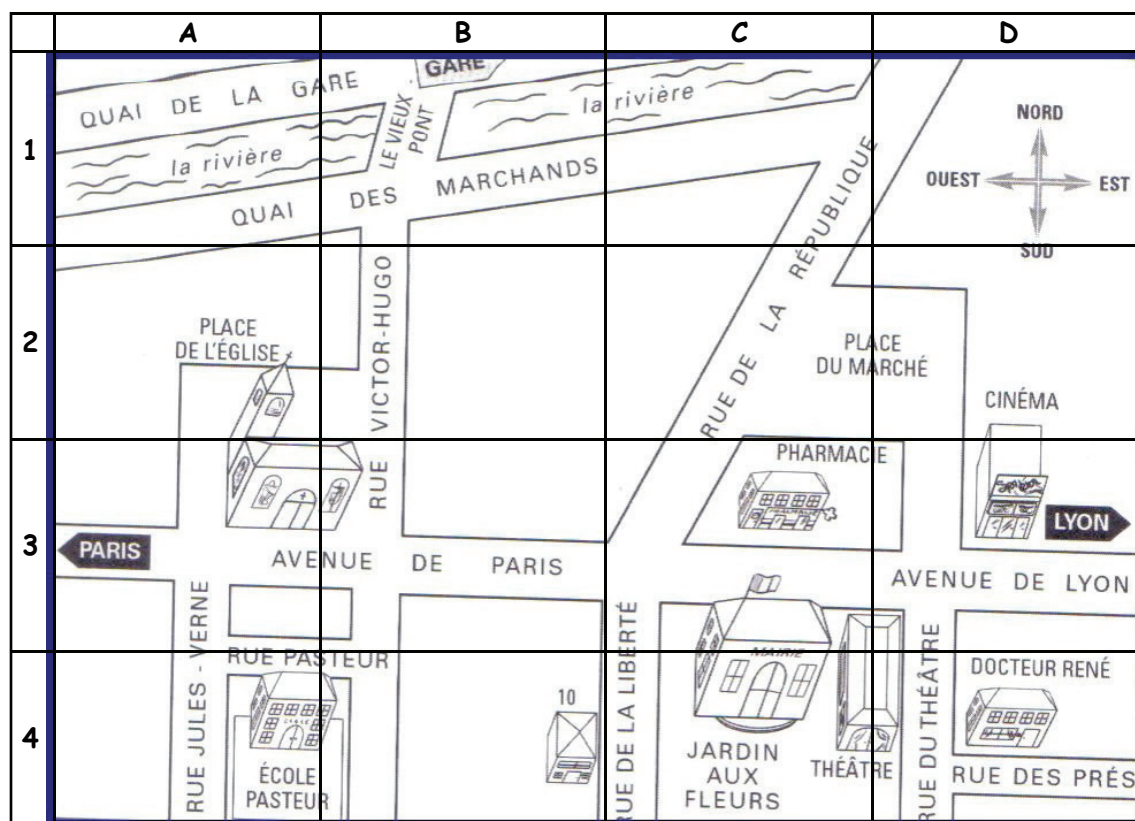 A B C D
1
2
3
4
GARE
QUAI DE LA GARE
la rivière
LE VIEUX
PONT
la rivière
QUAI DES MARCHANDS
NORD
OUEST
EST
SUD
RUE DE LA RÉPUBLIQUE
RUE VICTOR-HUGO
PLACE
DE L'ÉGLISE
PLACE
DU MARCHÉ
CINÉMA
PHARMACIE
PARIS
AVENUE DE PARIS
LYON
AVENUE DE LYON
RUE JULES-VERNE
RUE PASTEUR
RUE DE LA LIBERTÉ
MAIRIE
RUE DU THÉÂTRE
DOCTEUR RENÉ
10
ÉCOLE
PASTEUR
JARDIN
AUX
FLEURS
THÉÂTRE
RUE DES PRÉS